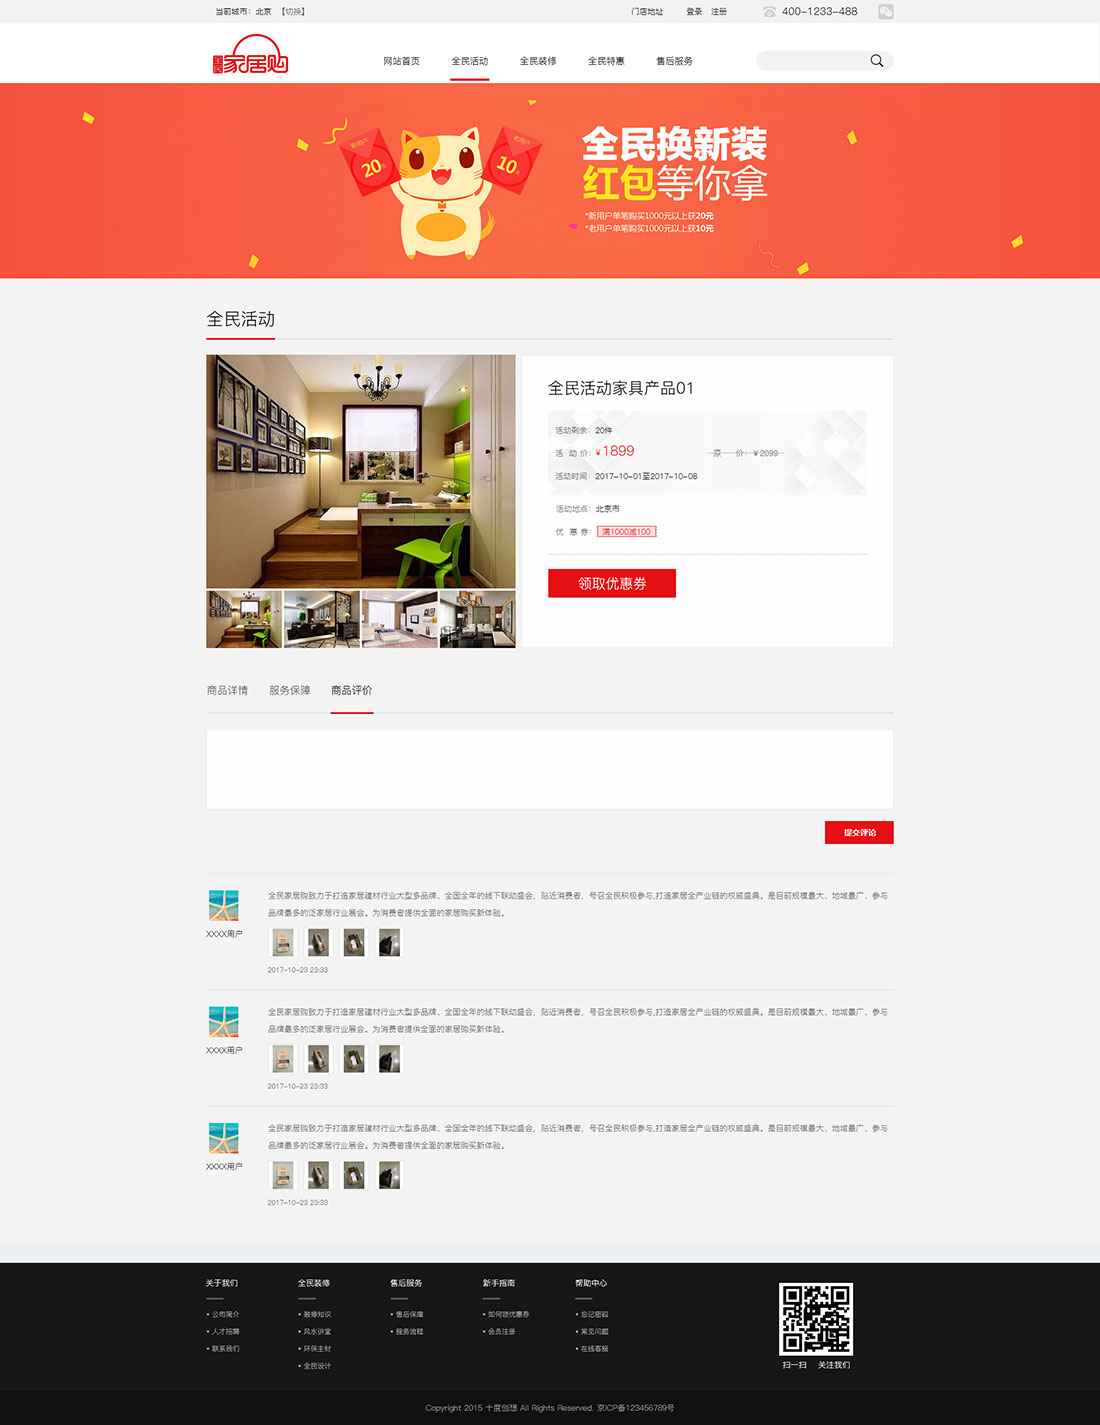 当前城市：北京 【切换】 门店地址 登录 注册 400-1233-488
全民 家居购
网站首页 全民活动 全民装修 全民特惠 售后服务
新用户 20元
老用户 10元
全民换新装
红包等你拿
*新用户单笔购买1000元以上获20元
*老用户单笔购买1000元以上获10元
全民活动
全民活动家具产品01
活动剩余：20件
活 动 价：¥1899 原 价：¥2099
活动时间：2017-10-01至2017-10-08
活动地点：北京市
优 惠 券：满1000减100
领取优惠券
商品详情 服务保障 商品评价
提交评论
全民家居购致力于打造家居建材行业大型多品牌、全国全年的线下联动盛会，贴近消费者，号召全民积极参与,打造家居全产业链的权威盛典。是目前规模最大、地域最广、参与
品牌最多的泛家居行业展会。为消费者提供全面的家居购买新体验。
XXXX用户
2017-10-23 23:33
全民家居购致力于打造家居建材行业大型多品牌、全国全年的线下联动盛会，贴近消费者，号召全民积极参与,打造家居全产业链的权威盛典。是目前规模最大、地域最广、参与
品牌最多的泛家居行业展会。为消费者提供全面的家居购买新体验。
XXXX用户
2017-10-23 23:33
全民家居购致力于打造家居建材行业大型多品牌、全国全年的线下联动盛会，贴近消费者，号召全民积极参与,打造家居全产业链的权威盛典。是目前规模最大、地域最广、参与
品牌最多的泛家居行业展会。为消费者提供全面的家居购买新体验。
XXXX用户
2017-10-23 23:33
关于我们 全民装修 售后服务 新手指南 帮助中心
• 公司简介 • 装修知识 • 售后保障 • 如何领优惠券 • 忘记密码
• 人才招聘 • 风水讲堂 • 服务流程 • 会员注册 • 常见问题
• 联系我们 • 环保主材 • 在线客服
• 全民设计
扫一扫 关注我们
Copyright 2015 十度创想 All Rights Reserved. 京ICP备123456789号